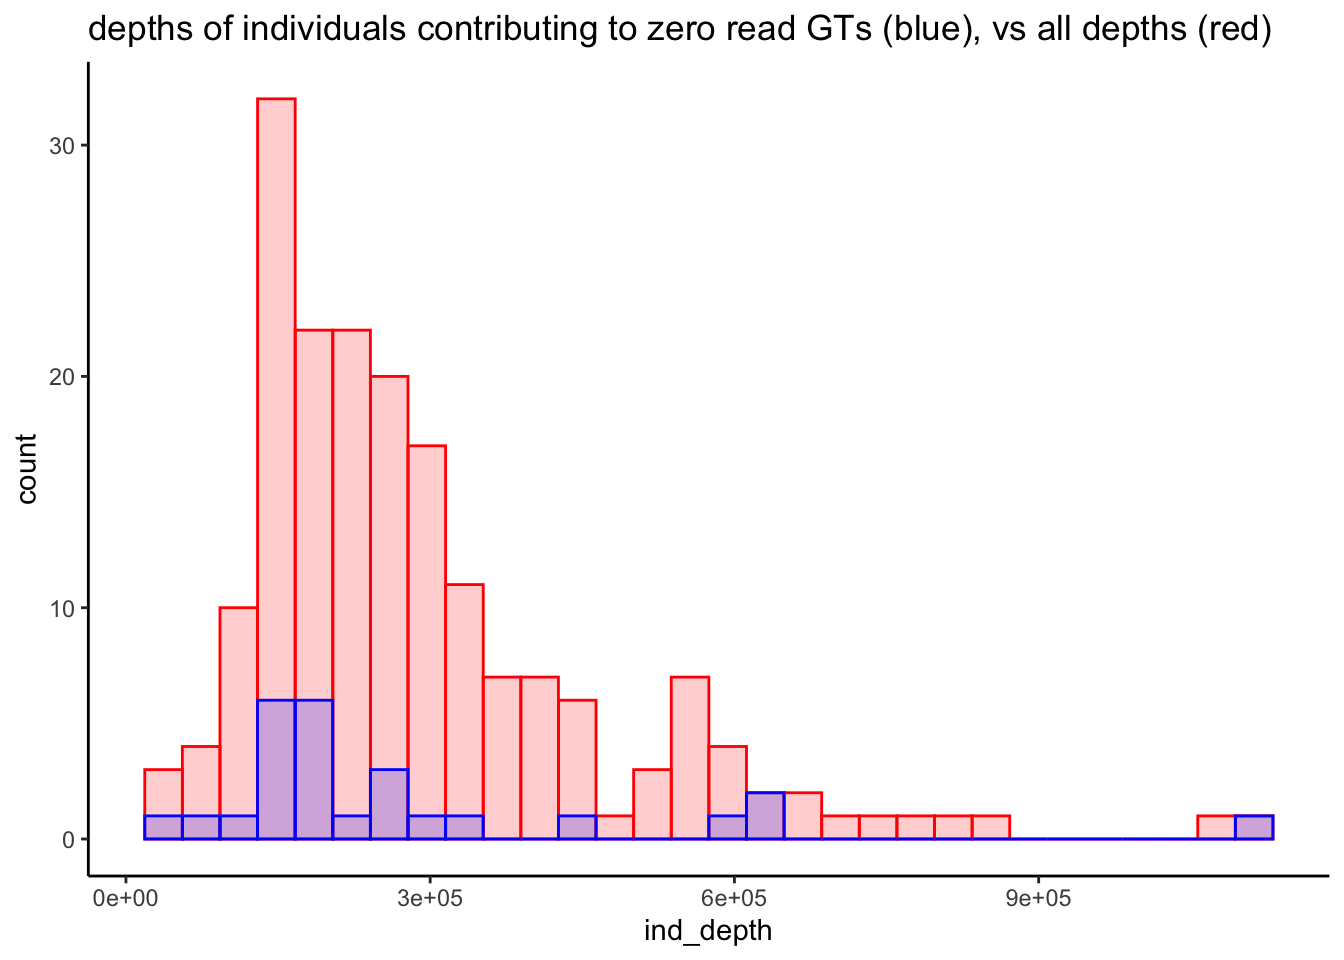 depths of individuals contributing to zero read GTs (blue), vs all depths (red)
30
20
10
0
count
0e+00 3e+05 6e+05 9e+05
ind_depth